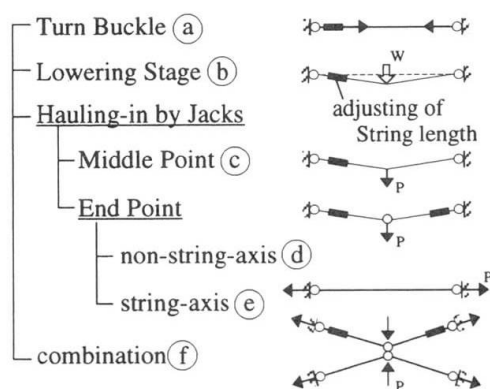 Turn Buckle ⓐ
Lowering Stage ⓑ
W
Hauling-in by Jacks
adjusting of
String length
Middle Point ⓒ
P
End Point
P
non-string-axis ⓓ
P
string-axis ⓔ
combination ⓕ
P